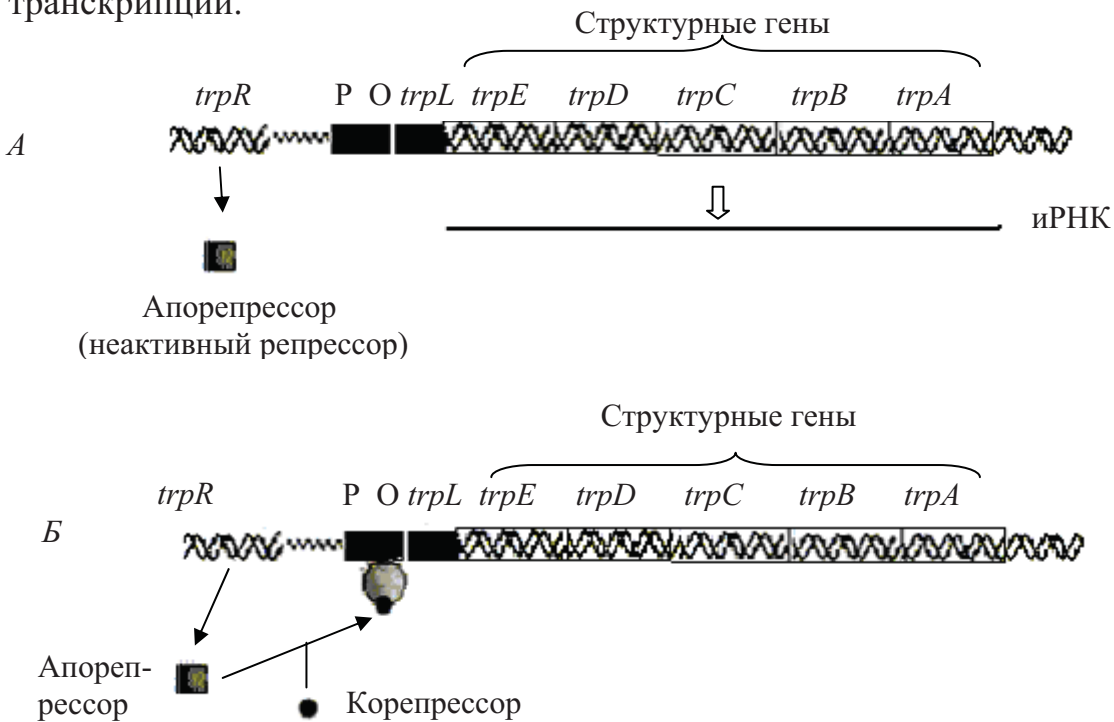 транскрипции.
Структурные гены
trpR P O trpL trpE trpD trpC trpB trpA
А
иРНК
Апорепрессор
(неактивный репрессор)
Структурные гены
trpR P O trpL trpE trpD trpC trpB trpA
Б
Апореп-
рессор
Корепрессор